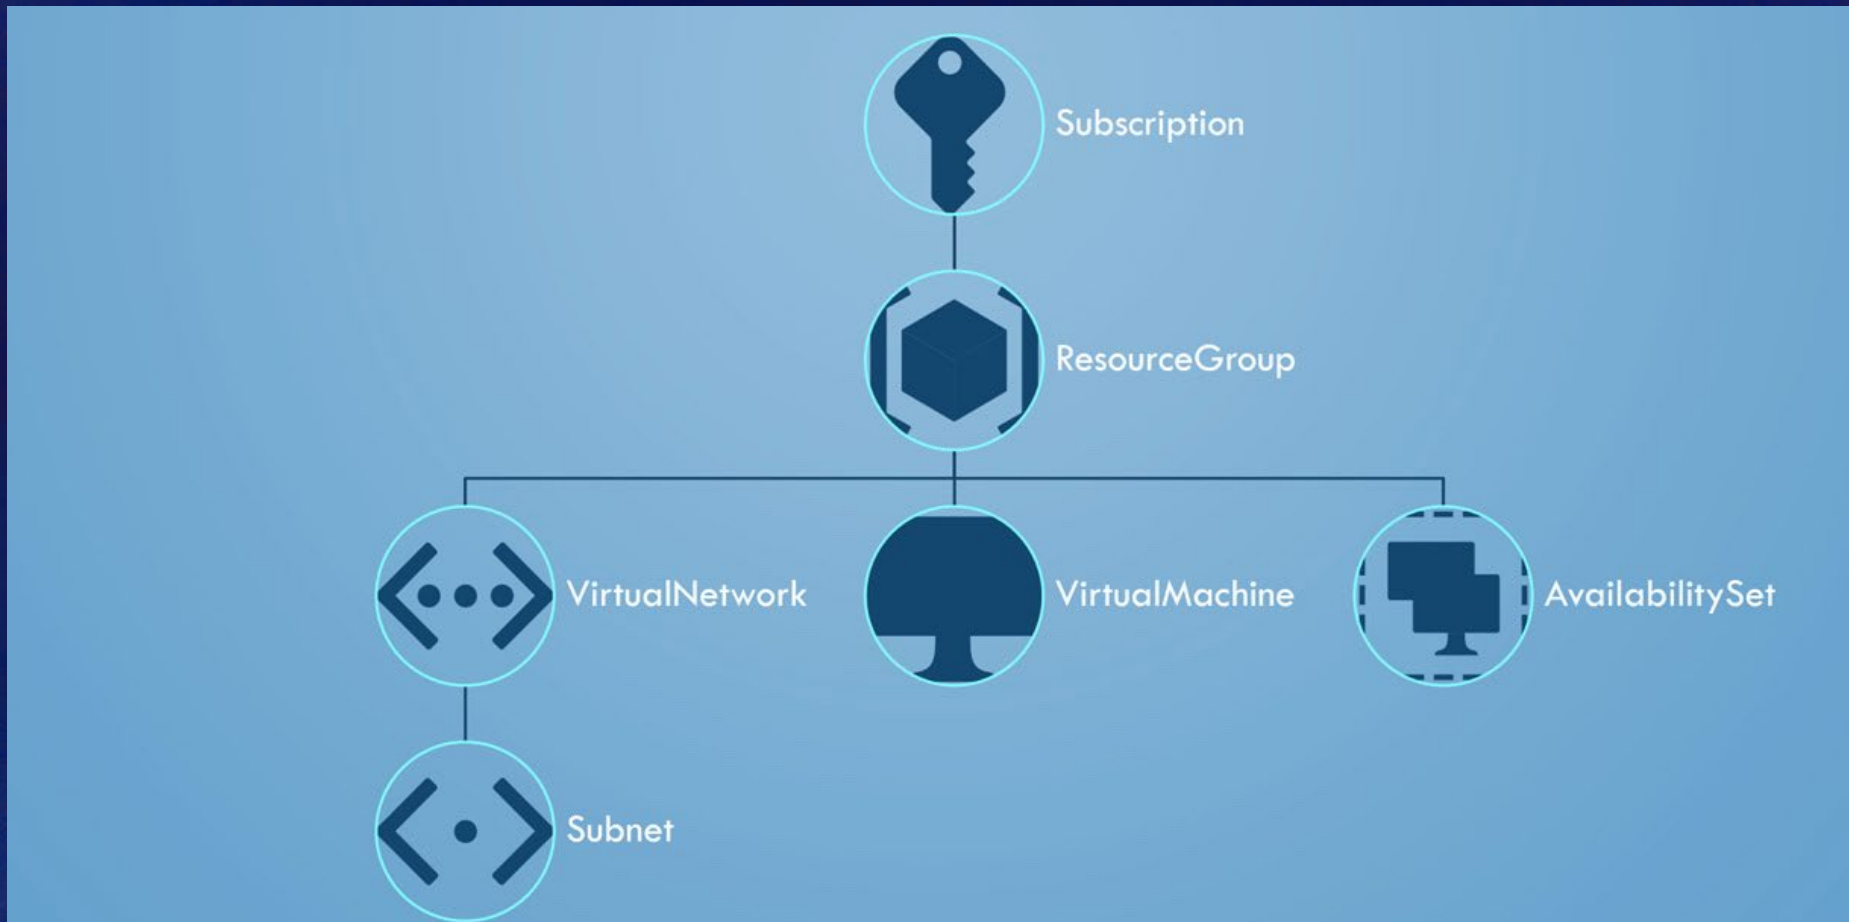 Subscription
ResourceGroup
VirtualNetwork
VirtualMachine
AvailabilitySet
Subnet